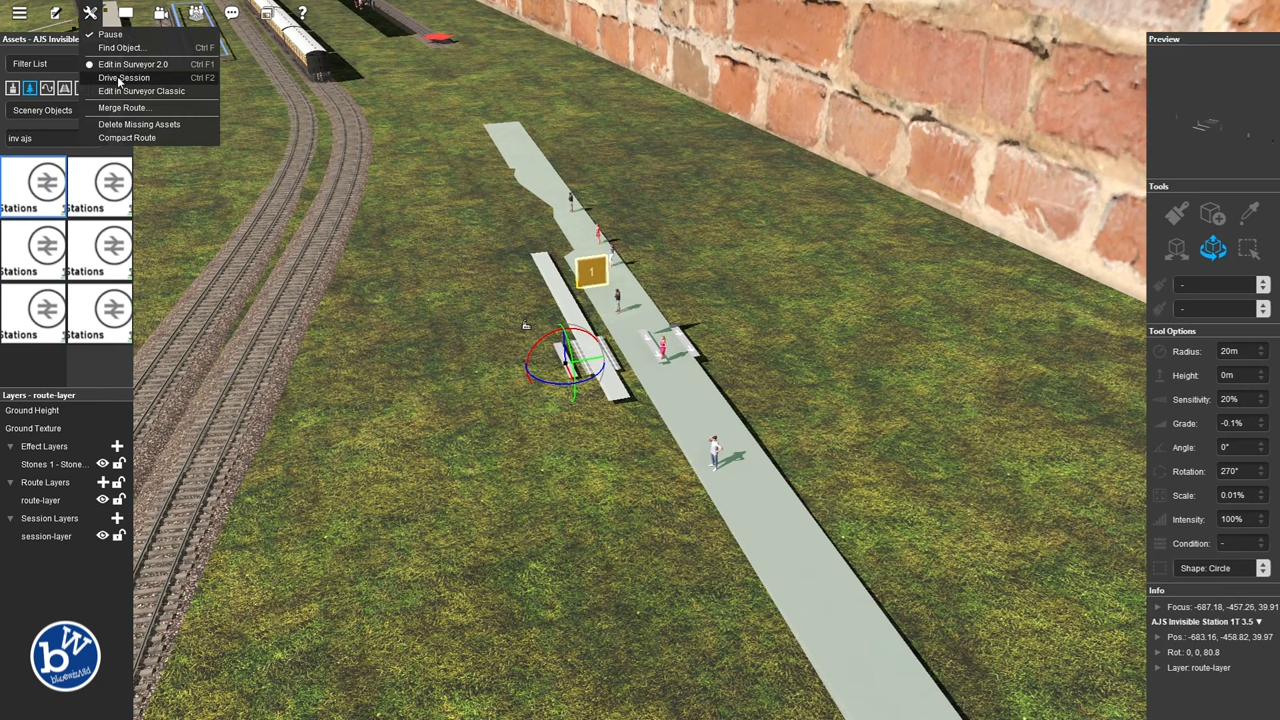 ?
Assets - AJS Invisible
Filter List
Scenery Objects
inv ajs
Pause
Find Object... Ctrl F
Edit in Surveyor 2.0 Ctrl F1
Drive Session Ctrl F2
Edit in Surveyor Classic
Merge Route...
Delete Missing Assets
Compact Route
Stations
Stations
Stations
Stations
Stations
Stations
Layers - route-layer
Ground Height
Ground Texture
Effect Layers
Stones 1 - Stone...
Route Layers
route-layer
Session Layers
session-layer
bw
bluewizard
1
Preview
Tools
-
-
Tool Options
Radius: 20m
Height: 0m
Sensitivity: 20%
Grade: -0.1%
Angle: 0°
Rotation: 270°
Scale: 0.01%
Intensity: 100%
Condition: -
Shape: Circle
Info
Focus: -687.18, -457.26, 39.91
AJS Invisible Station 1T 3.5
Pos.: -683.16, -458.82, 39.97
Rot.: 0, 0, 80.8
Layer: route-layer